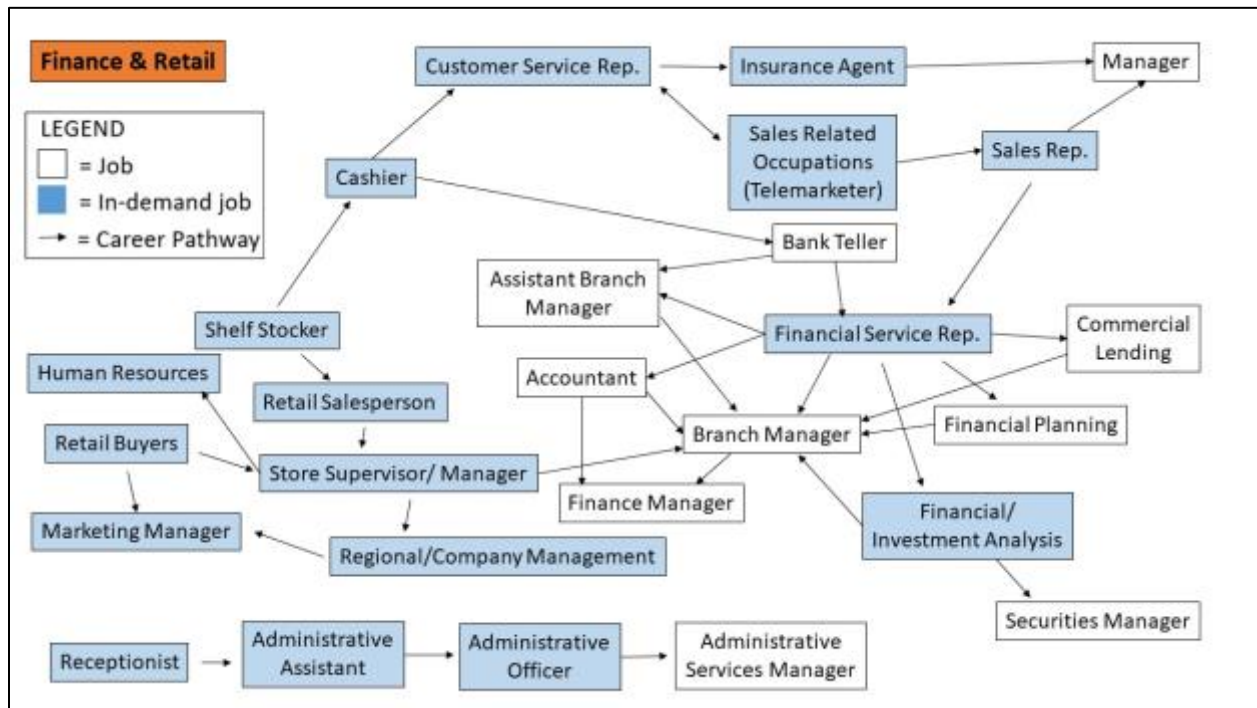 Finance & Retail
LEGEND
= Job
= In-demand job
= Career Pathway
Customer Service Rep.
Insurance Agent
Manager
Sales Related
Occupations
(Telemarketer)
Sales Rep.
Cashier
Bank Teller
Assistant Branch
Manager
Shelf Stocker
Financial Service Rep.
Commercial
Lending
Human Resources
Accountant
Retail Salesperson
Financial Planning
Retail Buyers
Branch Manager
Store Supervisor/ Manager
Finance Manager
Financial/
Investment Analysis
Marketing Manager
Regional/Company Management
Securities Manager
Receptionist
Administrative
Assistant
Administrative
Officer
Administrative
Services Manager